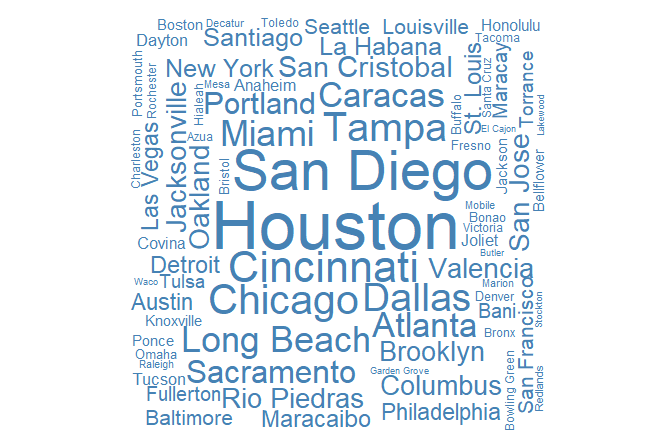 Boston
Decatur
Toledo
Seattle
Louisville
Honolulu
Dayton
Santiago
La Habana
Tacoma
New York
San Cristobal
St. Louis
Santa Cruz
Maracay
Torrance
Lakewood
Portsmouth
Rochester
Mesa
Anaheim
Hialeah
Portland
Caracas
Buffalo
El Cajon
Azua
Miami
Tampa
Fresno
Jackson
San Jose
Bellflower
Charleston
Las Vegas
Jacksonville
Oakland
Bristol
San Diego
Houston
Mobile
Bonao
Victoria
Joliet
Butler
Covina
Detroit
Cincinnati
Valencia
Waco
Tulsa
Marion
Denver
San Francisco
Stockton
Austin
Chicago
Dallas
Bani
Knoxville
Atlanta
Bronx
Ponce
Long Beach
Brooklyn
Omaha
Raleigh
Tucson
Sacramento
Garden Grove
Bowling Green
Redlands
Fullerton
Rio Piedras
Columbus
Baltimore
Maracaibo
Philadelphia